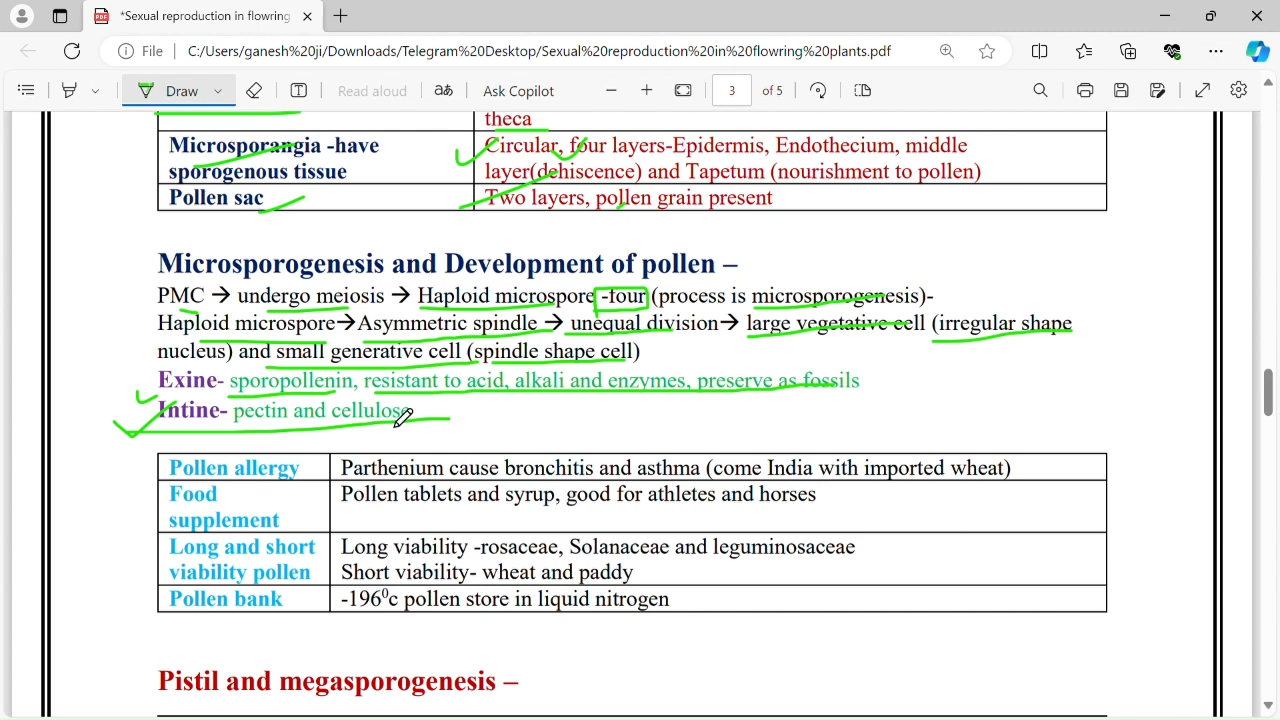 *Sexual reproduction in flowring
File
C:/Users/ganesh%20ji/Downloads/Telegram%20Desktop/Sexual%20reproduction%20in%20flowring%20plants.pdf
Draw
Read aloud
aあ
Ask Copilot
3 of 5
theca
Microsporangia -have Circular, four layers-Epidermis, Endothecium, middle
sporogenous tissue layer(dehiscence) and Tapetum (nourishment to pollen)
Pollen sac Two layers, pollen grain present
Microsporogenesis and Development of pollen –
PMC → undergo meiosis → Haploid microspore -four (process is microsporogenesis)-
Haploid microspore→Asymmetric spindle → unequal division→ large vegetative cell (irregular shape
nucleus) and small generative cell (spindle shape cell)
Exine- sporopollenin, resistant to acid, alkali and enzymes, preserve as fossils
Intine- pectin and cellulose
Pollen allergy Parthenium cause bronchitis and asthma (come India with imported wheat)
Food Pollen tablets and syrup, good for athletes and horses
supplement
Long and short Long viability -rosaceae, Solanaceae and leguminosaceae
viability pollen Short viability- wheat and paddy
Pollen bank -196⁰c pollen store in liquid nitrogen
Pistil and megasporogenesis –